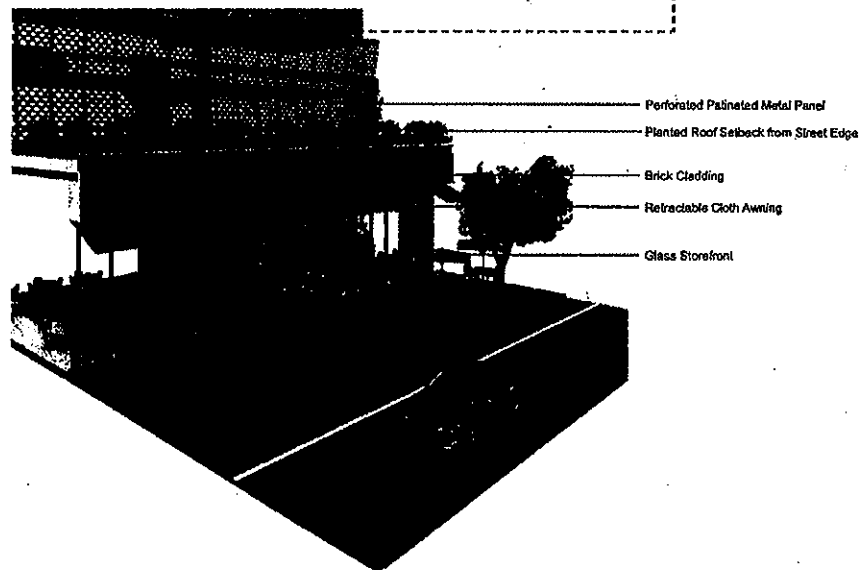 Perforated Patinated Metal Panel
Planted Roof Setback from Street Edge
Brick Cladding
Retractable Cloth Awning
Glass Storefront